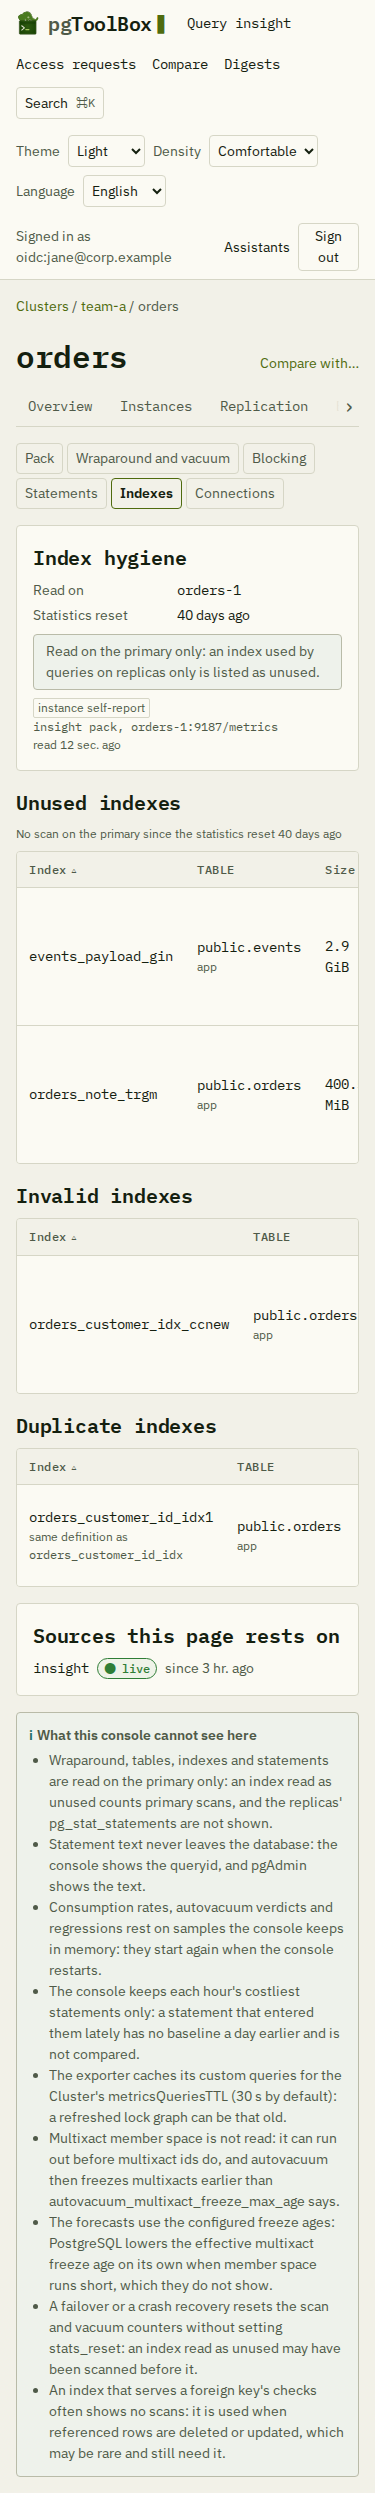 pgToolBox Query insight
Access requests Compare Digests
Search ⌘K
Theme Light Density Comfortable
Language English
Signed in as
oidc:jane@corp.example
Assistants
Sign
out
Clusters / team-a / orders
orders
Compare with…
Overview Instances Replication ›
Pack Wraparound and vacuum Blocking
Statements Indexes Connections
Index hygiene
Read on orders-1
Statistics reset 40 days ago
Read on the primary only: an index used by
queries on replicas only is listed as unused.
instance self-report
insight pack, orders-1:9187/metrics
read 12 sec. ago
Unused indexes
No scan on the primary since the statistics reset 40 days ago
Index TABLE Size
events_payload_gin
public.events
app
2.9
GiB
orders_note_trgm
public.orders
app
400.
MiB
Invalid indexes
Index TABLE
orders_customer_idx_ccnew
public.orders
app
Duplicate indexes
Index TABLE
orders_customer_id_idx1
same definition as
orders_customer_id_idx
public.orders
app
Sources this page rests on
insight live since 3 hr. ago
i What this console cannot see here
• Wraparound, tables, indexes and statements
are read on the primary only: an index read as
unused counts primary scans, and the replicas'
pg_stat_statements are not shown.
• Statement text never leaves the database: the
console shows the queryid, and pgAdmin
shows the text.
• Consumption rates, autovacuum verdicts and
regressions rest on samples the console keeps
in memory: they start again when the console
restarts.
• The console keeps each hour's costliest
statements only: a statement that entered
them lately has no baseline a day earlier and is
not compared.
• The exporter caches its custom queries for the
Cluster's metricsQueriesTTL (30 s by default):
a refreshed lock graph can be that old.
• Multixact member space is not read: it can run
out before multixact ids do, and autovacuum
then freezes multixacts earlier than
autovacuum_multixact_freeze_max_age says.
• The forecasts use the configured freeze ages:
PostgreSQL lowers the effective multixact
freeze age on its own when member space
runs short, which they do not show.
• A failover or a crash recovery resets the scan
and vacuum counters without setting
stats_reset: an index read as unused may have
been scanned before it.
• An index that serves a foreign key's checks
often shows no scans: it is used when
referenced rows are deleted or updated, which
may be rare and still need it.